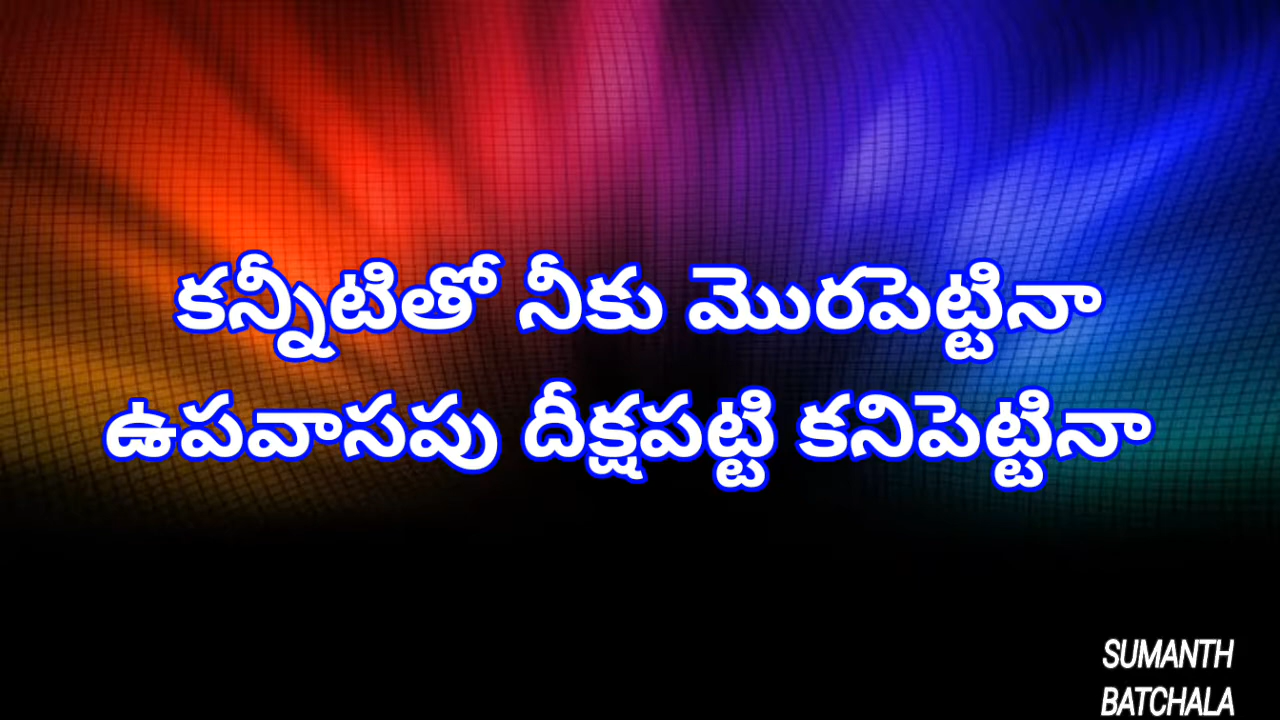 కన్నీటితో నీకు మొరపెట్టినా
ఉపవాసపు దీక్షపట్టి కనిపెట్టినా
SUMANTH
BATCHALA